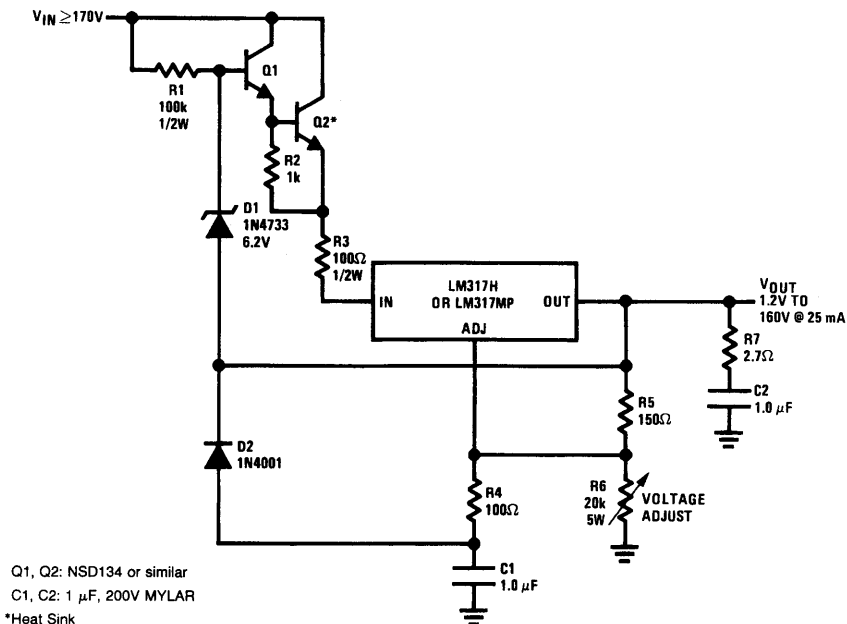 VIN ≥170V
R1
100k
1/2W
Q1
Q2*
R2
1k
D1
1N4733
6.2V
R3
100Ω
1/2W
LM317H
OR LM317MP
IN
OUT
ADJ
VOUT
1.2V TO
160V @ 25 mA
R7
2.7Ω
C2
1.0 μF
R5
150Ω
D2
1N4001
R4
100Ω
R6
20k
5W
VOLTAGE
ADJUST
C1
1.0 μF
Q1, Q2: NSD134 or similar
C1, C2: 1 μF, 200V MYLAR
*Heat Sink